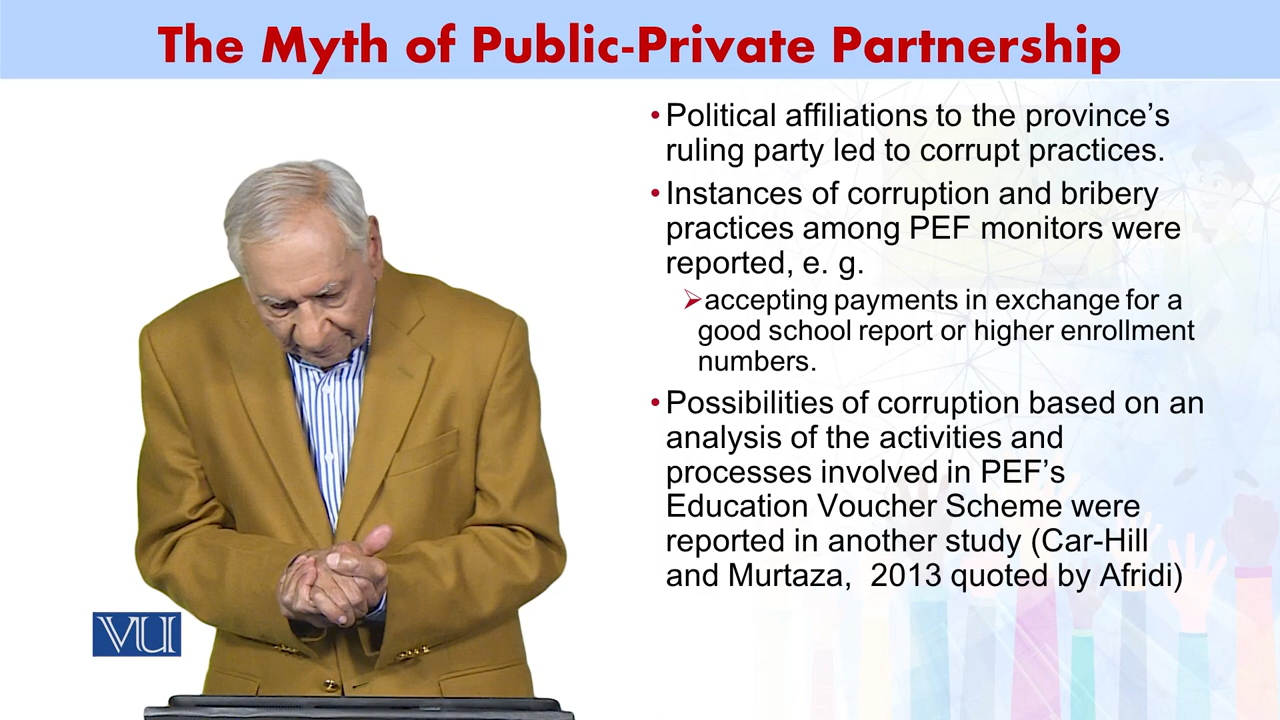 The Myth of Public-Private Partnership
•Political affiliations to the province’s
ruling party led to corrupt practices.
•Instances of corruption and bribery
practices among PEF monitors were
reported, e. g.
➢accepting payments in exchange for a
good school report or higher enrollment
numbers.
•Possibilities of corruption based on an
analysis of the activities and
processes involved in PEF’s
Education Voucher Scheme were
reported in another study (Car-Hill
and Murtaza,  2013 quoted by Afridi)
VU